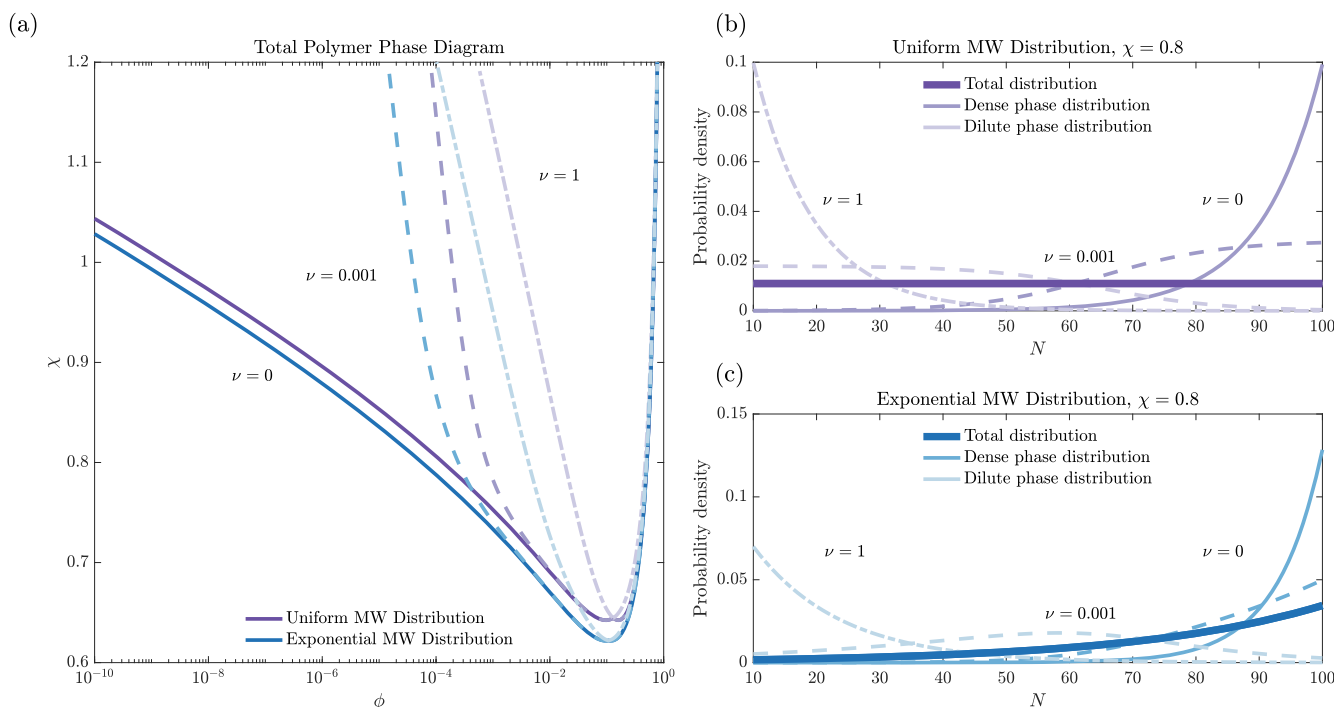 (a)
Total Polymer Phase Diagram
1.2
1.1
1
0.9
0.8
0.7
0.6
χ
ν = 1
ν = 0.001
ν = 0
Uniform MW Distribution
Exponential MW Distribution
10⁻¹⁰ 10⁻⁸ 10⁻⁶ 10⁻⁴ 10⁻² 10⁰
ϕ
(b)
Uniform MW Distribution, χ = 0.8
0.1
0.08
0.06
0.04
0.02
0
Probability density
Total distribution
Dense phase distribution
Dilute phase distribution
ν = 1
ν = 0
ν = 0.001
10 20 30 40 50 60 70 80 90 100
N
(c)
Exponential MW Distribution, χ = 0.8
0.15
0.1
0.05
0
Probability density
Total distribution
Dense phase distribution
Dilute phase distribution
ν = 1
ν = 0
ν = 0.001
10 20 30 40 50 60 70 80 90 100
N